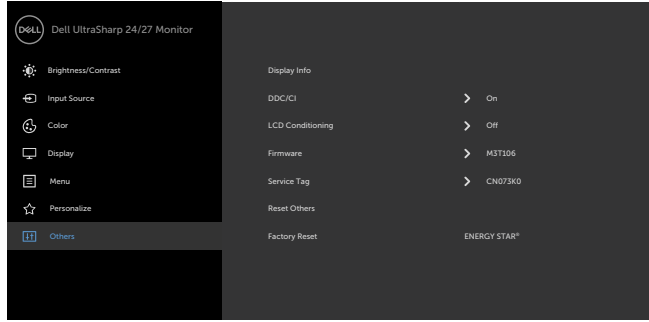 DELL Dell UltraSharp 24/27 Monitor
Brightness/Contrast Display Info
Input Source DDC/CI On
Color LCD Conditioning Off
Display Firmware M3T106
Menu Service Tag CN073K0
Personalize Reset Others
Others Factory Reset ENERGY STAR®